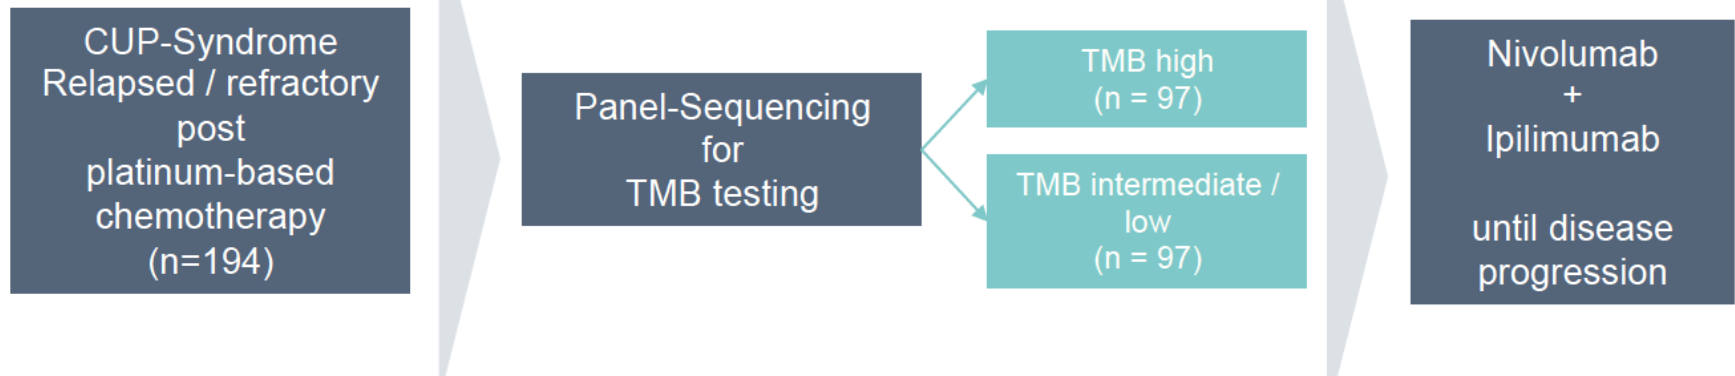 CUP-Syndrome
Relapsed / refractory
post
platinum-based
chemotherapy
(n=194)
Panel-Sequencing
for
TMB testing
TMB high
(n = 97)
TMB intermediate /
low
(n = 97)
Nivolumab
+
Ipilimumab
until disease
progression